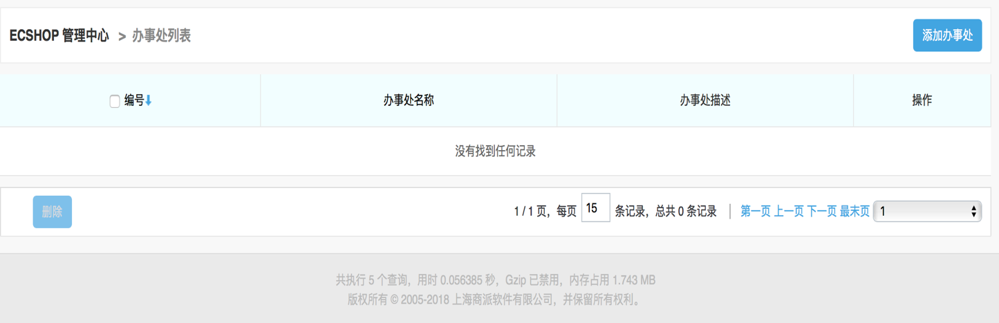 ECSHOP 管理中心 > 办事处列表 添加办事处
编号 办事处名称 办事处描述 操作
没有找到任何记录
删除 1 / 1 页，每页 15 条记录，总共 0 条记录 | 第一页 上一页 下一页 最末页 1
共执行 5 个查询，用时 0.056385 秒，Gzip 已禁用，内存占用 1.743 MB
版权所有 © 2005-2018 上海商派软件有限公司，并保留所有权利。